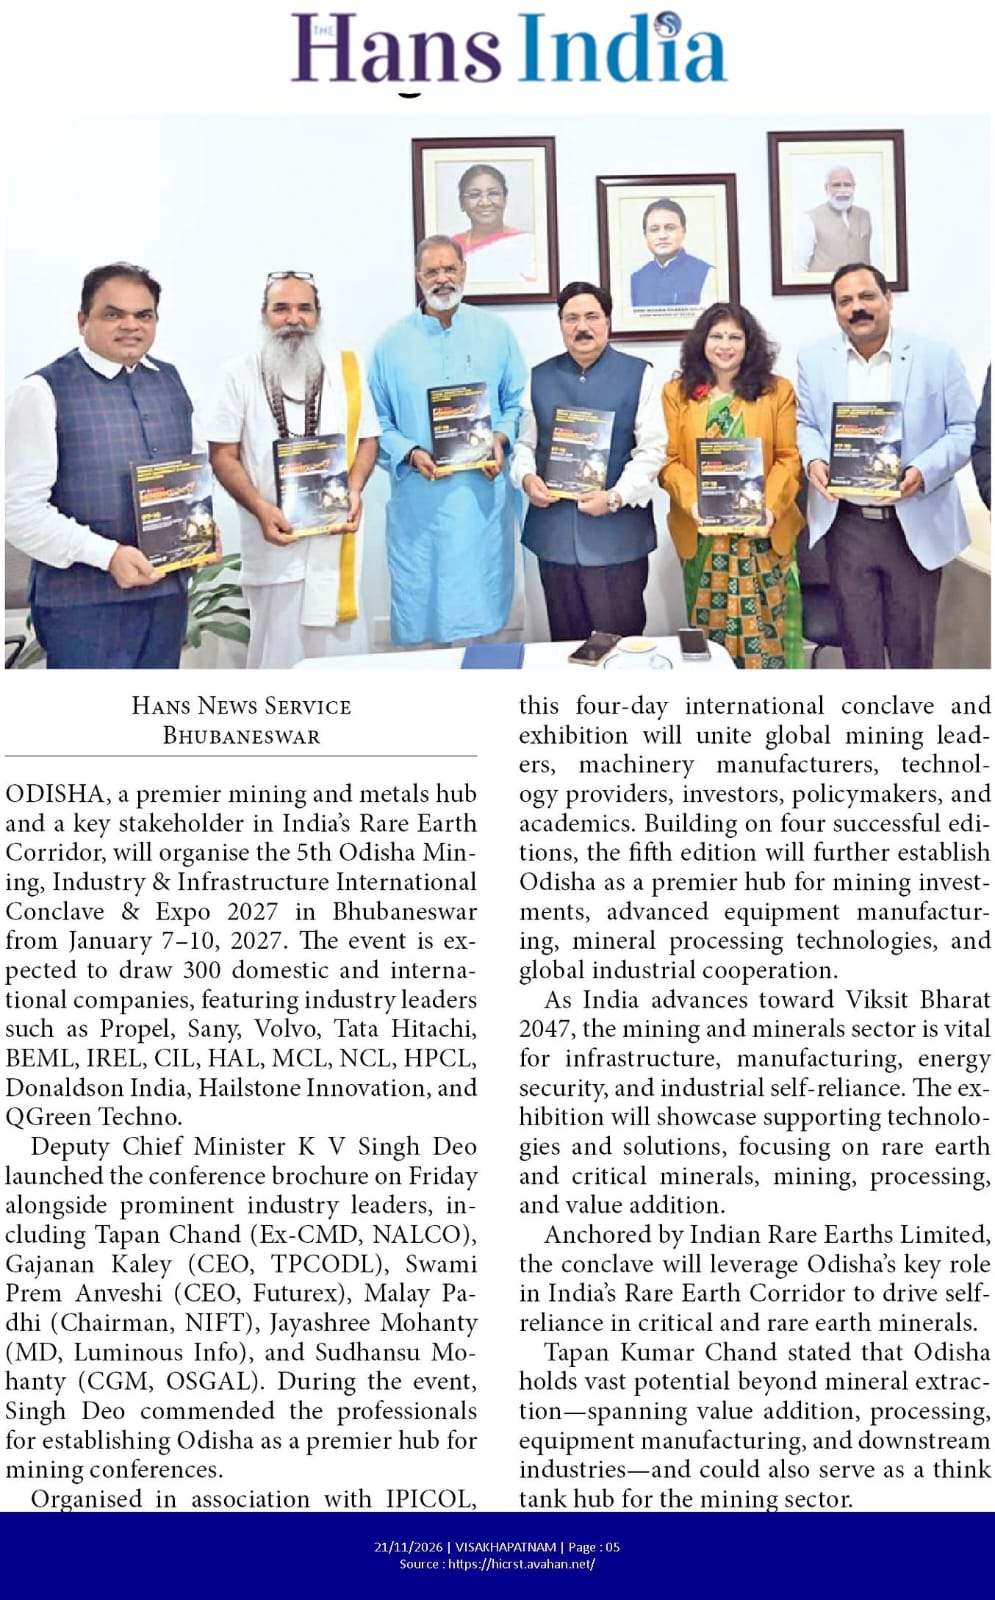 THE Hans India
HANS NEWS SERVICE
BHUBANESWAR
ODISHA, a premier mining and metals hub
and a key stakeholder in India's Rare Earth
Corridor, will organise the 5th Odisha Min-
ing, Industry & Infrastructure International
Conclave & Expo 2027 in Bhubaneswar
from January 7–10, 2027. The event is ex-
pected to draw 300 domestic and interna-
tional companies, featuring industry leaders
such as Propel, Sany, Volvo, Tata Hitachi,
BEML, IREL, CIL, HAL, MCL, NCL, HPCL,
Donaldson India, Hailstone Innovation, and
QGreen Techno.
Deputy Chief Minister K V Singh Deo
launched the conference brochure on Friday
alongside prominent industry leaders, in-
cluding Tapan Chand (Ex-CMD, NALCO),
Gajanan Kaley (CEO, TPCODL), Swami
Prem Anveshi (CEO, Futurex), Malay Pa-
dhi (Chairman, NIFT), Jayashree Mohanty
(MD, Luminous Info), and Sudhansu Mo-
hanty (CGM, OSGAL). During the event,
Singh Deo commended the professionals
for establishing Odisha as a premier hub for
mining conferences.
Organised in association with IPICOL,
this four-day international conclave and
exhibition will unite global mining lead-
ers, machinery manufacturers, technol-
ogy providers, investors, policymakers, and
academics. Building on four successful edi-
tions, the fifth edition will further establish
Odisha as a premier hub for mining invest-
ments, advanced equipment manufactur-
ing, mineral processing technologies, and
global industrial cooperation.
As India advances toward Viksit Bharat
2047, the mining and minerals sector is vital
for infrastructure, manufacturing, energy
security, and industrial self-reliance. The ex-
hibition will showcase supporting technolo-
gies and solutions, focusing on rare earth
and critical minerals, mining, processing,
and value addition.
Anchored by Indian Rare Earths Limited,
the conclave will leverage Odisha's key role
in India's Rare Earth Corridor to drive self-
reliance in critical and rare earth minerals.
Tapan Kumar Chand stated that Odisha
holds vast potential beyond mineral extrac-
tion—spanning value addition, processing,
equipment manufacturing, and downstream
industries—and could also serve as a think
tank hub for the mining sector.
21/11/2026 | VISAKHAPATNAM | Page : 05
Source : https://hicrst.avahan.net/